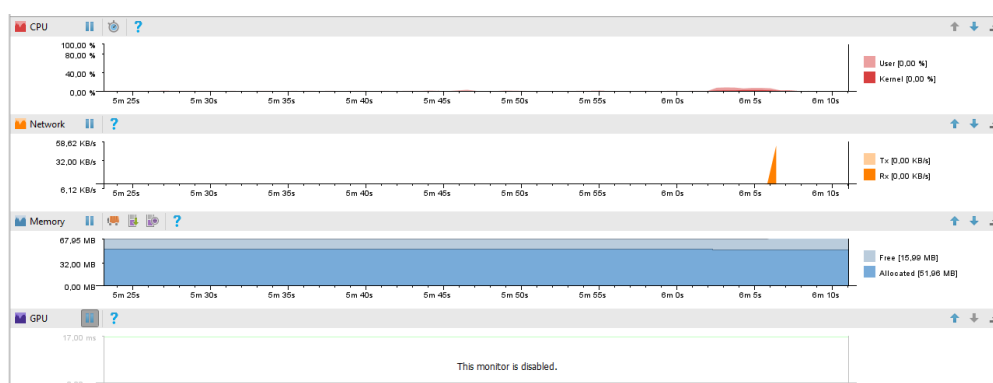 CPU ?
100,00 %
80,00 %
40,00 %
0,00 %
5m 25s 5m 30s 5m 35s 5m 40s 5m 45s 5m 50s 5m 55s 6m 0s 6m 5s 6m 10s
User [0,00 %]
Kernel [0,00 %]
Network ?
58,62 KB/s
32,00 KB/s
6,12 KB/s
5m 25s 5m 30s 5m 35s 5m 40s 5m 45s 5m 50s 5m 55s 6m 0s 6m 5s 6m 10s
Tx [0,00 KB/s]
Rx [0,00 KB/s]
Memory ?
67,95 MB
32,00 MB
0,00 MB
5m 25s 5m 30s 5m 35s 5m 40s 5m 45s 5m 50s 5m 55s 6m 0s 6m 5s 6m 10s
Free [15,99 MB]
Allocated [51,96 MB]
GPU ?
17,00 ms
This monitor is disabled.